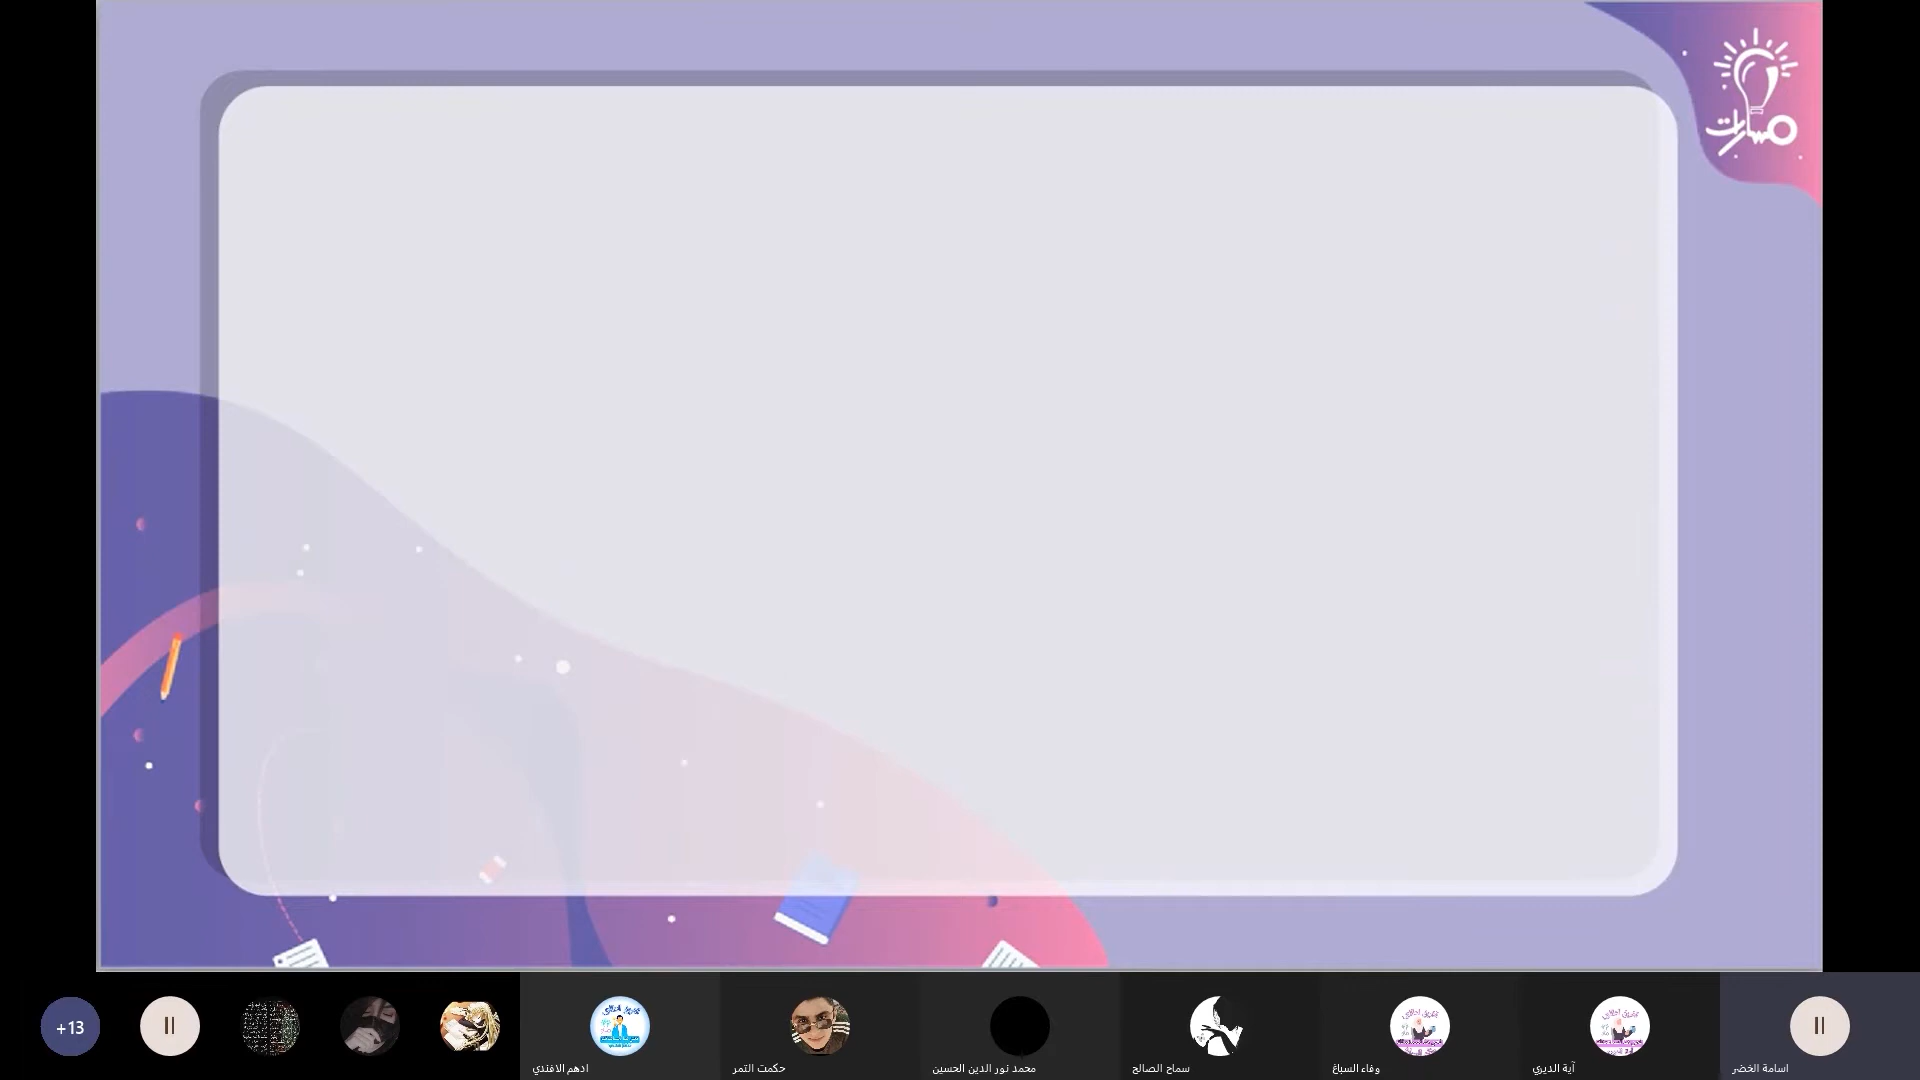 مسارات
+13
ادهم الافندي
حكمت التمر
محمد نور الدين الحسين
سماح الصالح
وفاء السباغ
آية الديري
اسامة الخضر